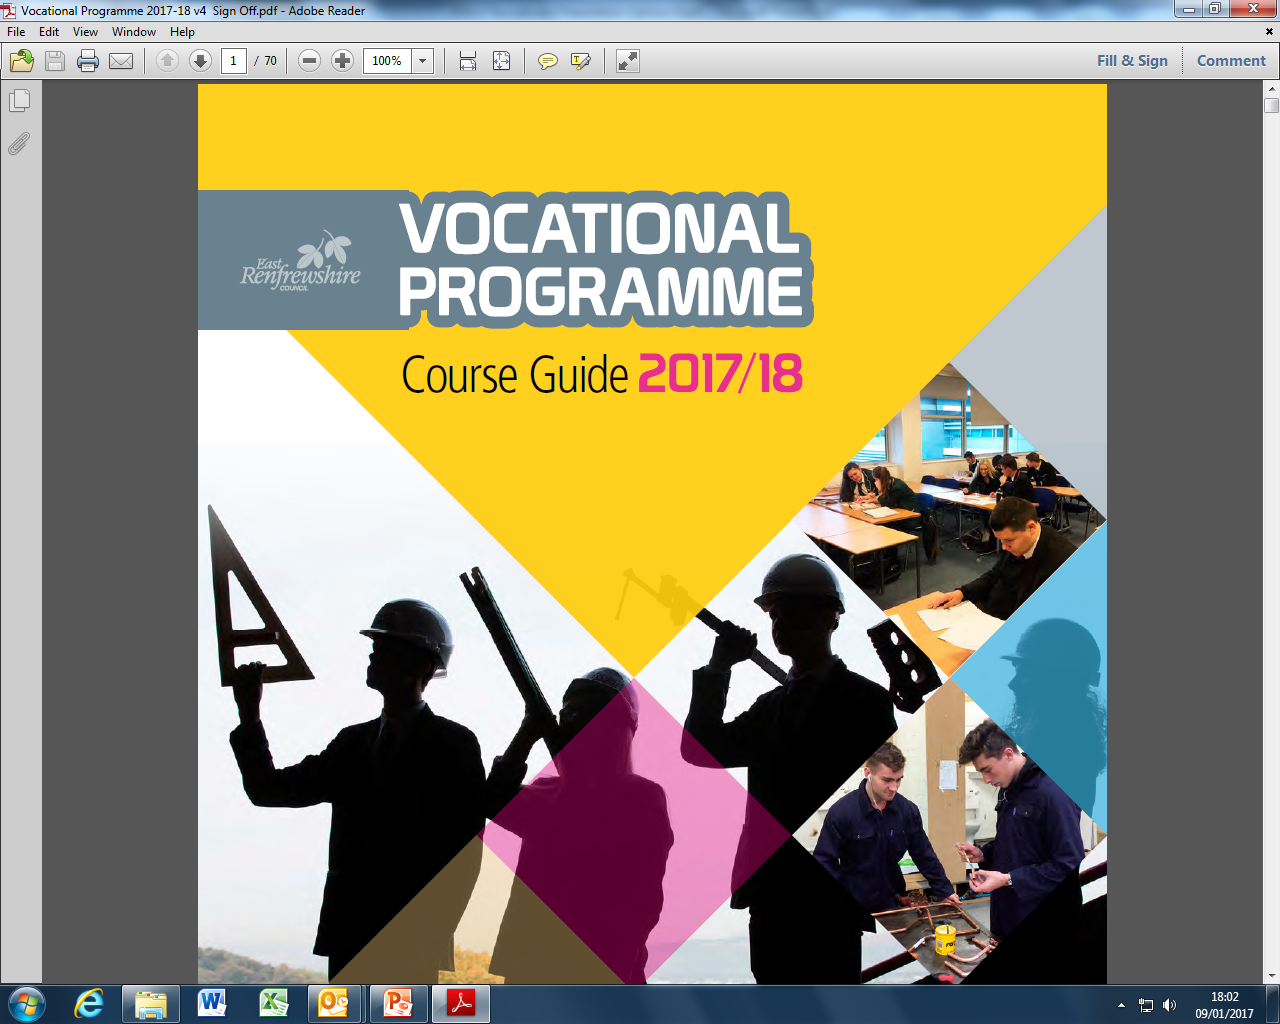 Vocational Programme 2017-18 v4  Sign Off.pdf - Adobe Reader
File Edit View Window Help
1 / 70 100% Fill & Sign Comment
VOCATIONAL
PROGRAMME
East
Renfrewshire
COUNCIL
Course Guide 2017/18
18:02
09/01/2017